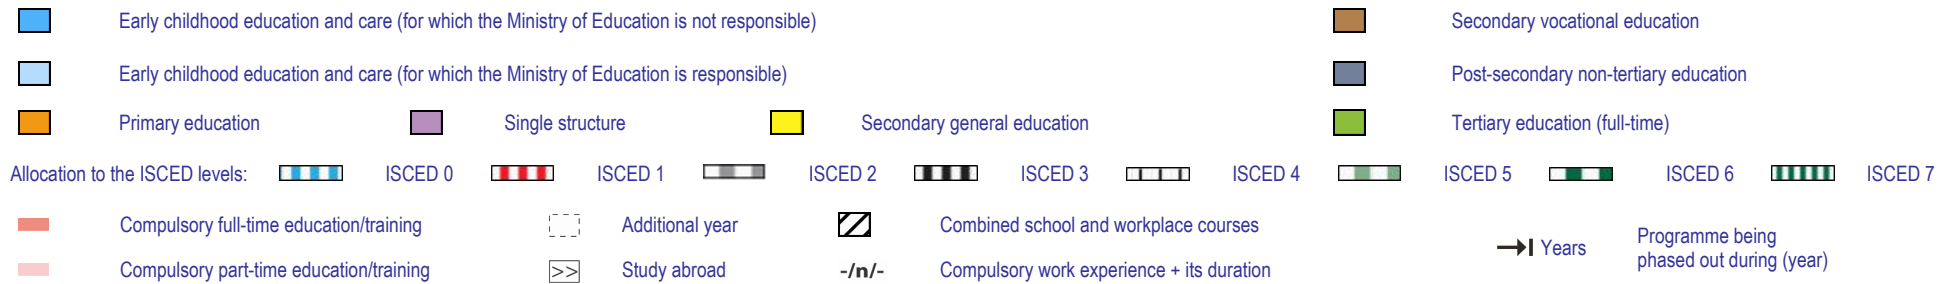 Early childhood education and care (for which the Ministry of Education is not responsible)
Secondary vocational education
Early childhood education and care (for which the Ministry of Education is responsible)
Post-secondary non-tertiary education
Primary education
Single structure
Secondary general education
Tertiary education (full-time)
Allocation to the ISCED levels:
ISCED 0
ISCED 1
ISCED 2
ISCED 3
ISCED 4
ISCED 5
ISCED 6
ISCED 7
Compulsory full-time education/training
Additional year
Combined school and workplace courses
Compulsory part-time education/training
>> Study abroad
-/n/- Compulsory work experience + its duration
Years
Programme being
phased out during (year)